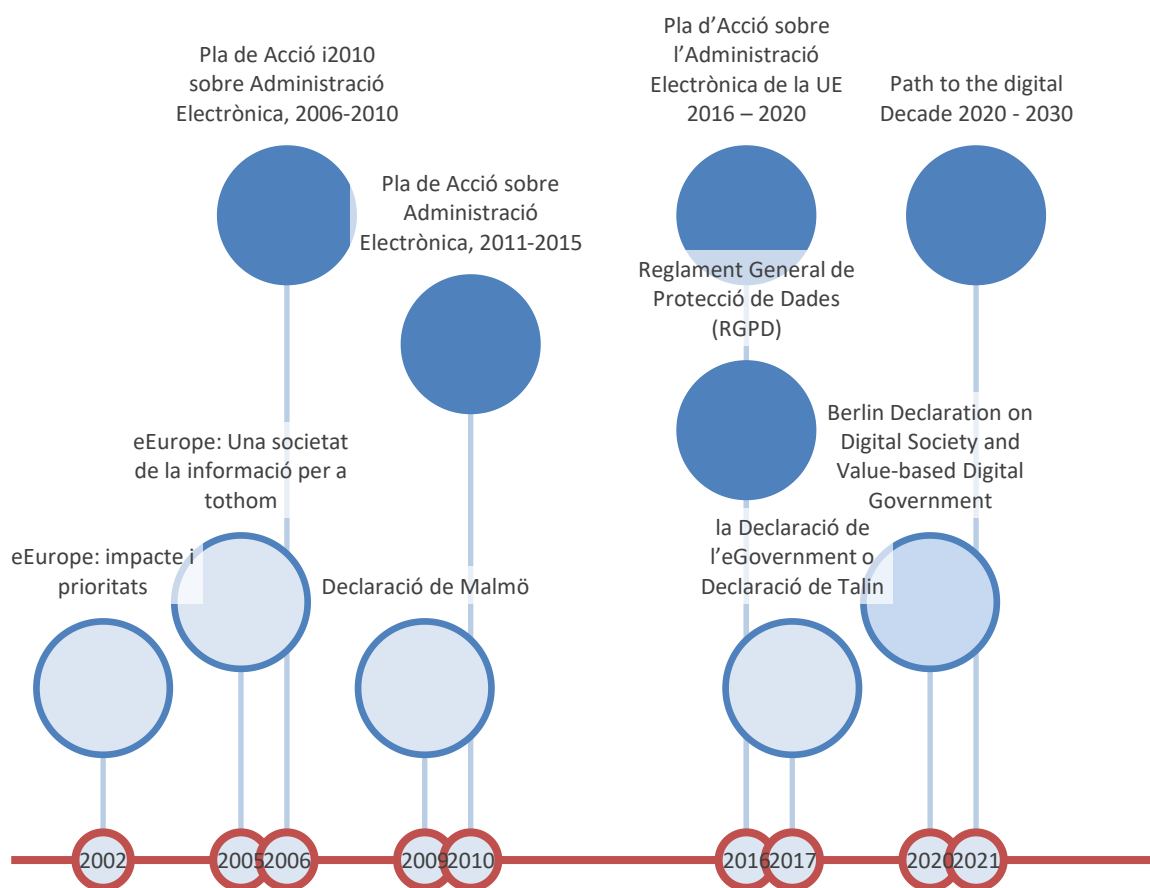 Pla de Acció i2010
sobre Administració
Electrònica, 2006-2010
Pla de Acció sobre
Administració
Electrònica, 2011-2015
Pla d’Acció sobre
l’Administració
Electrònica de la UE
2016 – 2020
Path to the digital
Decade 2020 - 2030
Reglament General de
Protecció de Dades
(RGPD)
eEurope: Una societat
de la informació per a
tothom
Berlin Declaration on
Digital Society and
Value-based Digital
Government
eEurope: impacte i
prioritats
Declaració de Malmö
la Declaració de
l’eGovernment o
Declaració de Talin
2002
2005
2006
2009
2010
2016
2017
2020
2021